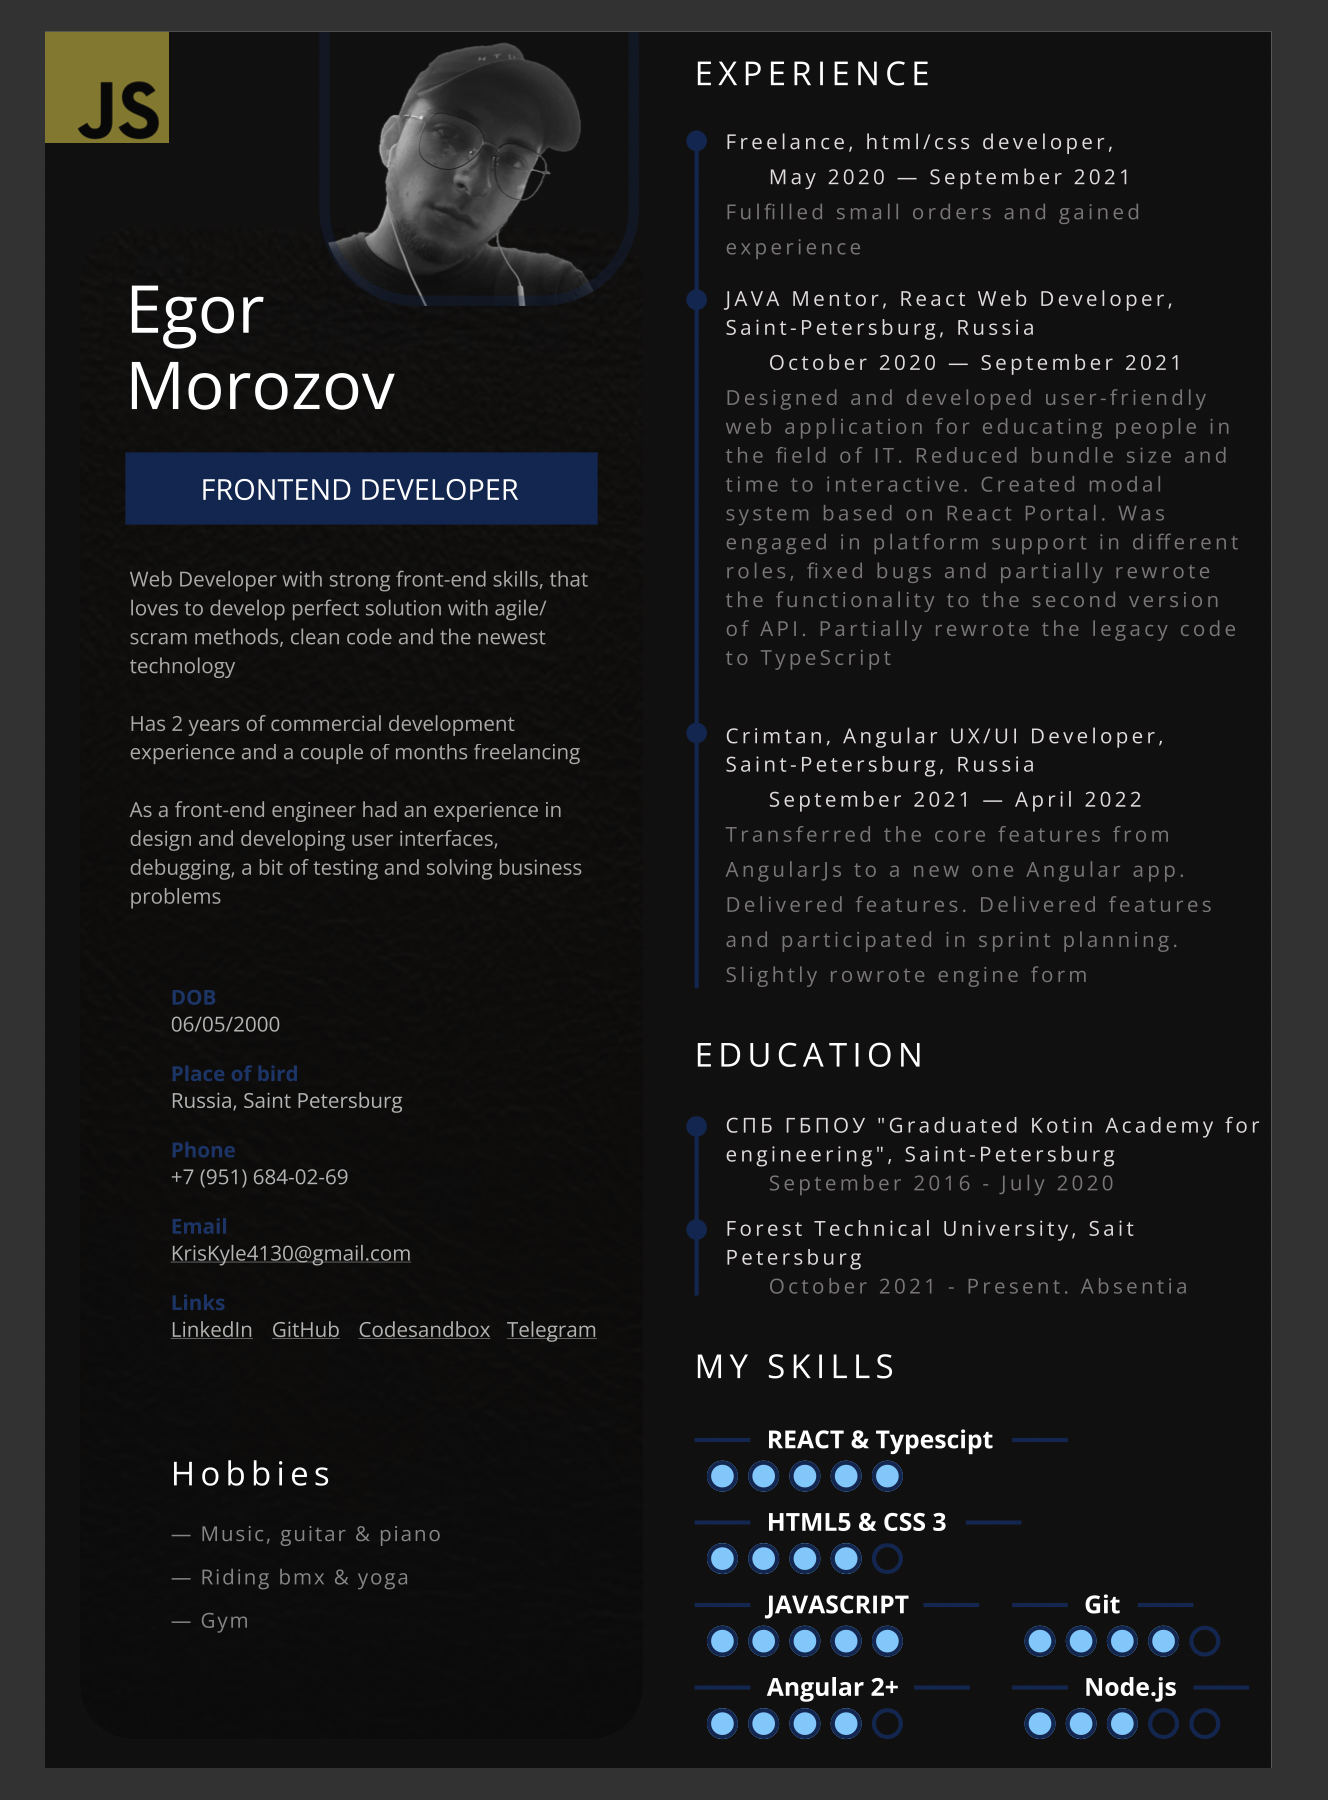 JS
Egor
Morozov
FRONTEND DEVELOPER
Web Developer with strong front-end skills, that
loves to develop perfect solution with agile/
scram methods, clean code and the newest
technology
Has 2 years of commercial development
experience and a couple of months freelancing
As a front-end engineer had an experience in
design and developing user interfaces,
debugging, a bit of testing and solving business
problems
DOB
06/05/2000
Place of bird
Russia, Saint Petersburg
Phone
+7 (951) 684-02-69
Email
KrisKyle4130@gmail.com
Links
LinkedIn GitHub Codesandbox Telegram
Hobbies
— Music, guitar & piano
— Riding bmx & yoga
— Gym
EXPERIENCE
Freelance, html/css developer,
May 2020 — September 2021
Fulfilled small orders and gained
experience
JAVA Mentor, React Web Developer,
Saint-Petersburg, Russia
October 2020 — September 2021
Designed and developed user-friendly
web application for educating people in
the field of IT. Reduced bundle size and
time to interactive. Created modal
system based on React Portal. Was
engaged in platform support in different
roles, fixed bugs and partially rewrote
the functionality to the second version
of API. Partially rewrote the legacy code
to TypeScript
Crimtan, Angular UX/UI Developer,
Saint-Petersburg, Russia
September 2021 — April 2022
Transferred the core features from
AngularJs to a new one Angular app.
Delivered features. Delivered features
and participated in sprint planning.
Slightly rowrote engine form
EDUCATION
СПБ ГБПОУ "Graduated Kotin Academy for
engineering", Saint-Petersburg
September 2016 - July 2020
Forest Technical University, Sait
Petersburg
October 2021 - Present. Absentia
MY SKILLS
REACT & Typescipt
HTML5 & CSS 3
JAVASCRIPT Git
Angular 2+ Node.js